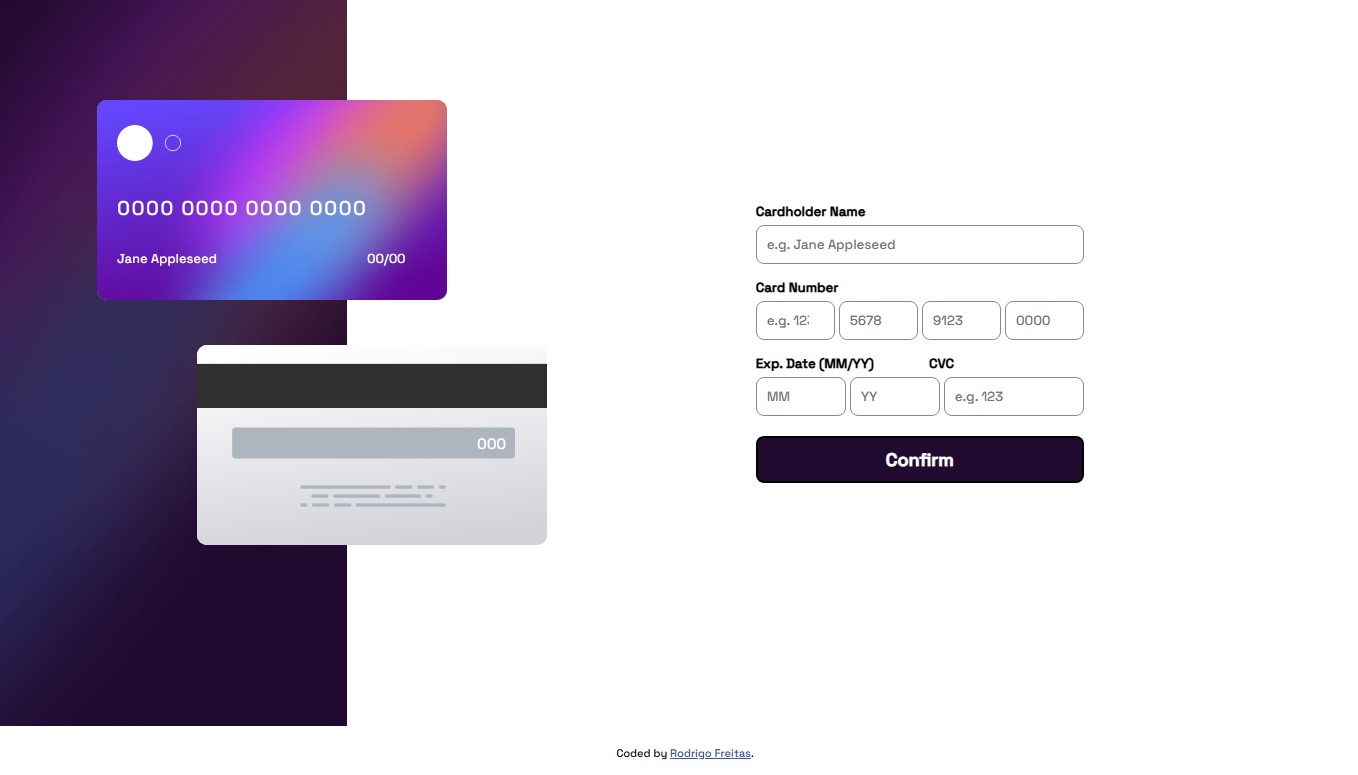 0000 0000 0000 0000
Jane Appleseed 00/00
000
Cardholder Name
e.g. Jane Appleseed
Card Number
e.g. 12 5678 9123 0000
Exp. Date (MM/YY) CVC
MM YY e.g. 123
Confirm
Coded by Rodrigo Freitas.